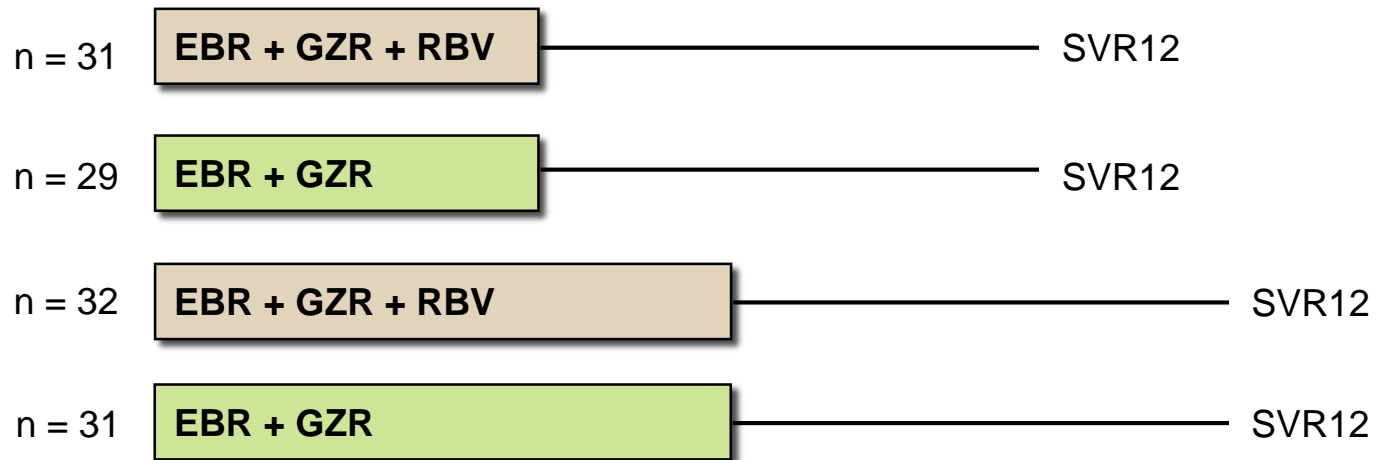 n = 31 EBR + GZR + RBV SVR12
n = 29 EBR + GZR SVR12
n = 32 EBR + GZR + RBV SVR12
n = 31 EBR + GZR SVR12